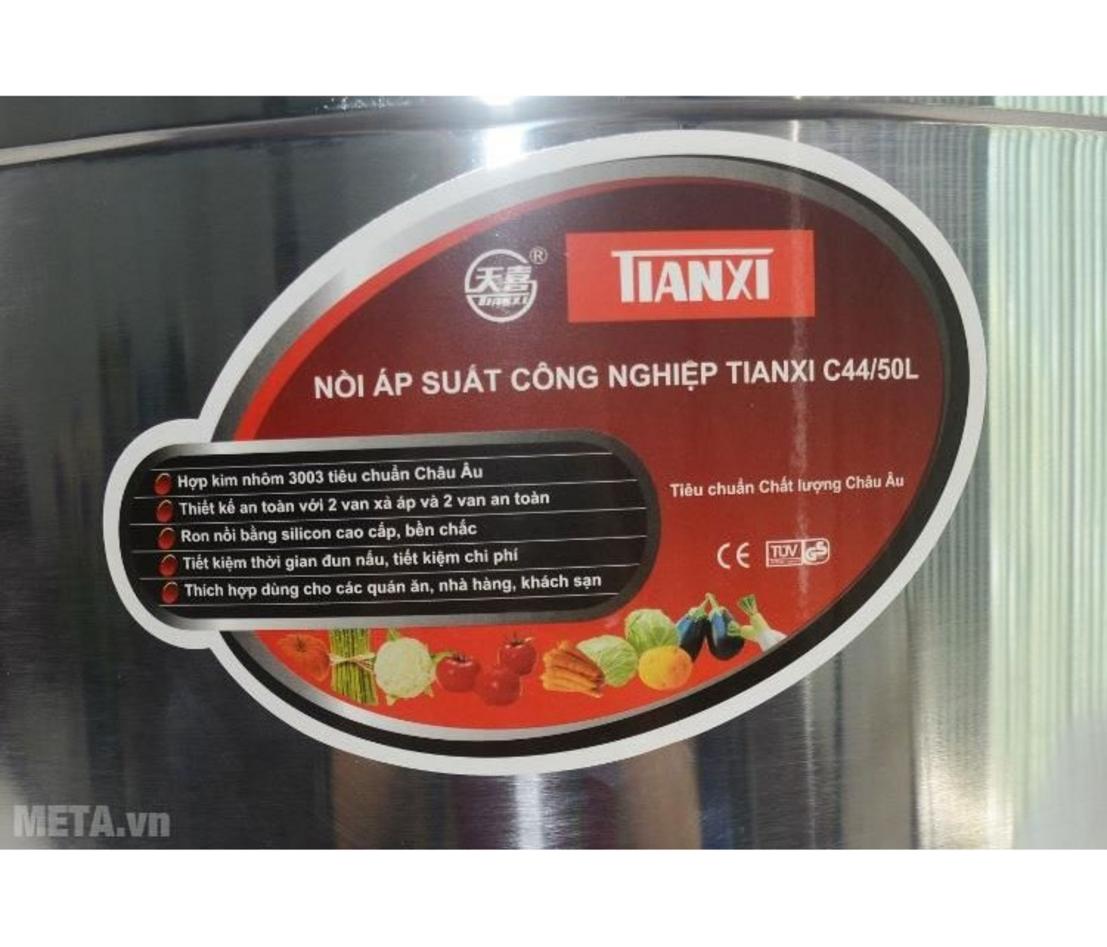 天喜 ®
TIANXI
TIANXI
NỒI ÁP SUẤT CÔNG NGHIỆP TIANXI C44/50L
Hợp kim nhôm 3003 tiêu chuẩn Châu Âu
Thiết kế an toàn với 2 van xả áp và 2 van an toàn
Ron nồi bằng silicon cao cấp, bền chắc
Tiết kiệm thời gian đun nấu, tiết kiệm chi phí
Thích hợp dùng cho các quán ăn, nhà hàng, khách sạn
Tiêu chuẩn Chất lượng Châu Âu
CE TÜV GS
META.vn